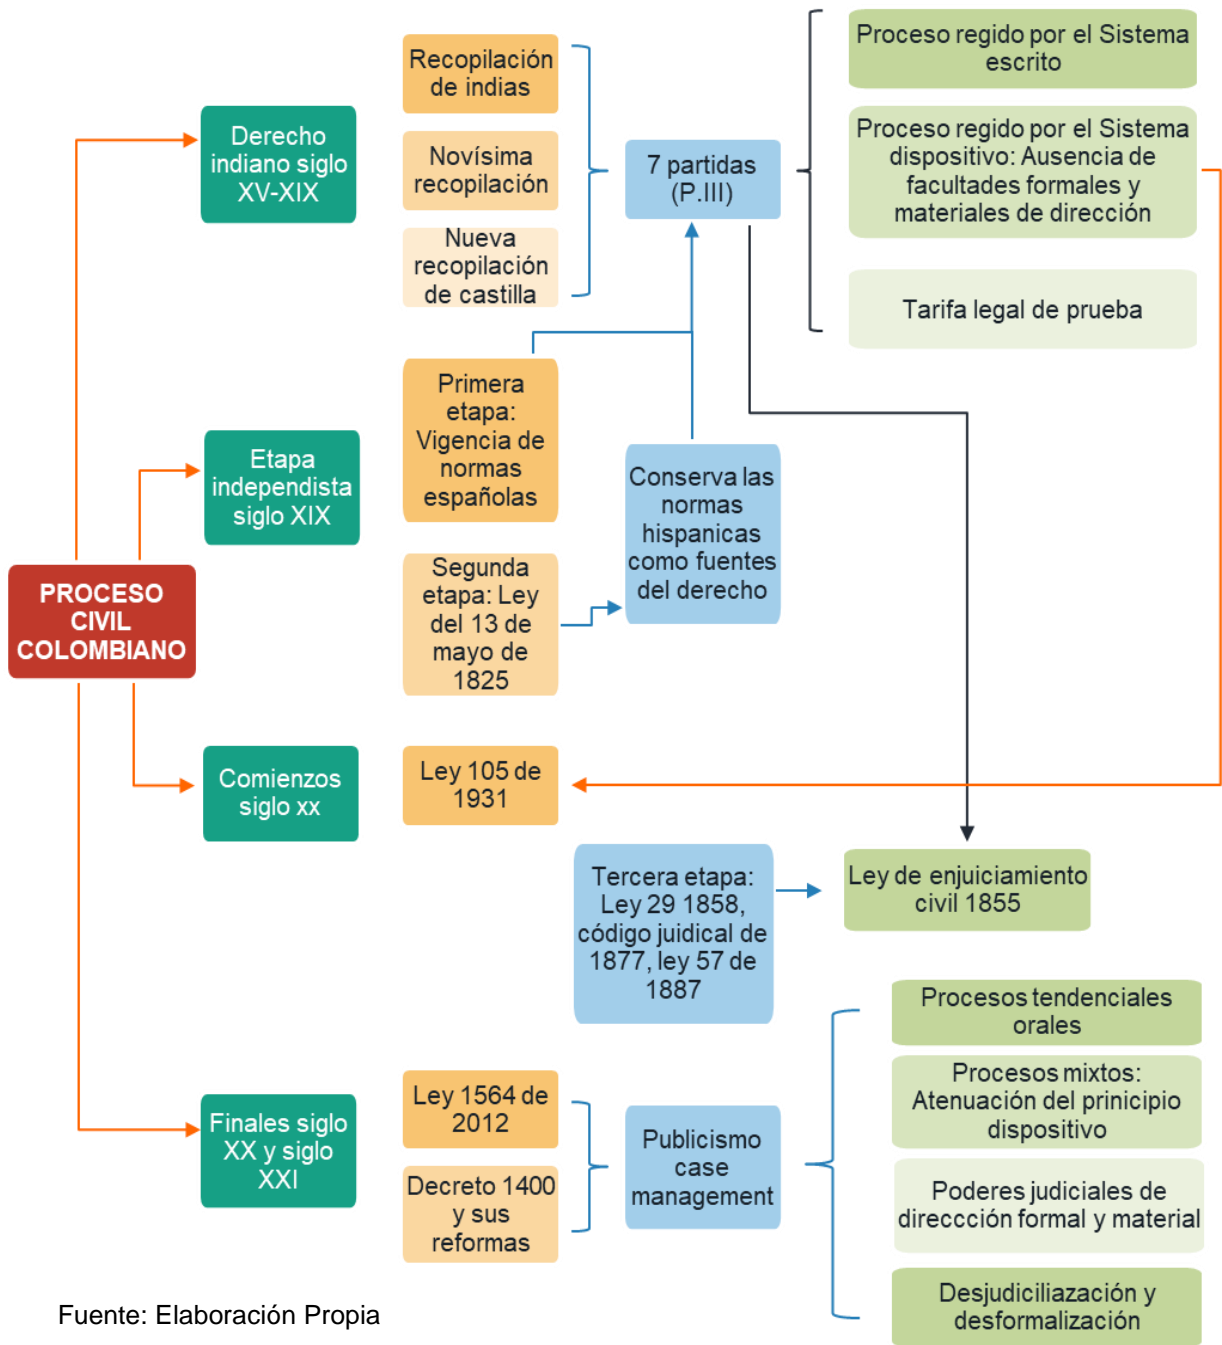 PROCESO
CIVIL
COLOMBIANO
Derecho
indiano siglo
XV-XIX
Recopilación
de indias
Novísima
recopilación
Nueva
recopilación
de castilla
7 partidas
(P.III)
Proceso regido por el Sistema
escrito
Proceso regido por el Sistema
dispositivo: Ausencia de
facultades formales y
materiales de dirección
Tarifa legal de prueba
Etapa
independista
siglo XIX
Primera
etapa:
Vigencia de
normas
españolas
Segunda
etapa: Ley
del 13 de
mayo de
1825
Conserva las
normas
hispanicas
como fuentes
del derecho
Comienzos
siglo xx
Ley 105 de
1931
Tercera etapa:
Ley 29 1858,
código juidical de
1877, ley 57 de
1887
Ley de enjuiciamiento
civil 1855
Finales siglo
XX y siglo
XXI
Ley 1564 de
2012
Decreto 1400
y sus
reformas
Publicismo
case
management
Procesos tendenciales
orales
Procesos mixtos:
Atenuación del prinicipio
dispositivo
Poderes judiciales de
direccción formal y material
Desjudiciliazación y
desformalización
Fuente: Elaboración Propia